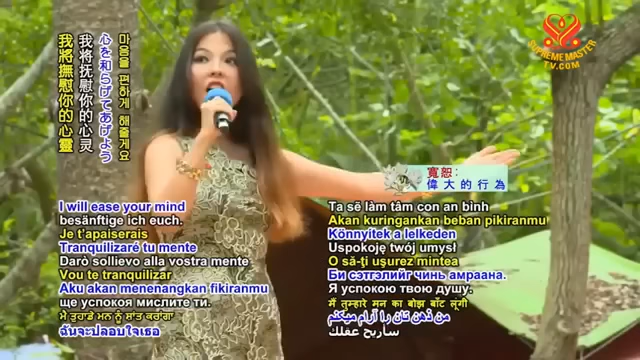 SUPREME MASTER
TV.COM
마음을 편하게 해줄게요
心を和らげてあげよう
我将抚慰你的心灵
我將撫慰你的心靈
寬恕:
偉大的行為
I will ease your mind
besänftige ich euch.
Je t'apaiserais
Tranquilizaré tu mente
Darò sollievo alla vostra mente
Vou te tranquilizar
Aku akan menenangkan fikiranmu
ще успокоя мислите ти.
ਮੈਂ ਤੁਹਾਡੇ ਮਨ ਨੂੰ ਸ਼ਾਂਤ ਕਰਾਂਗਾ
ฉันจะปลอบใจเธอ
Ta sẽ làm tâm con an bình
Akan kuringankan beban pikiranmu
Könnyítek a lelkeden
Uspokoję twój umysł
O să-ţi uşurez mintea
Би сэтгэлийг чинь амраана.
Я успокою твою душу.
मैं तुम्हारे मन का बोझ बाँट लूंगी
من ذهن تان را آرام میکنم
سأريح عقلك